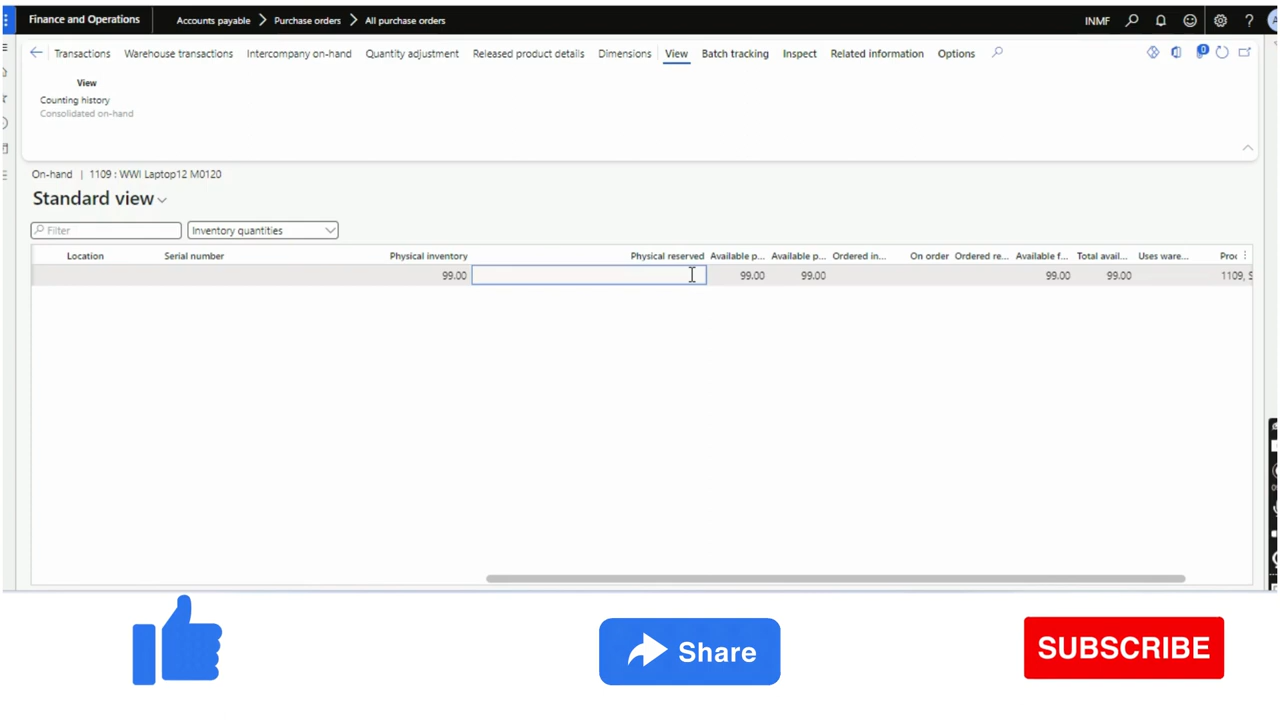 Finance and Operations Accounts payable Purchase orders All purchase orders INMF
Transactions Warehouse transactions Intercompany on-hand Quantity adjustment Released product details Dimensions View Batch tracking Inspect Related information Options 0
View
Counting history
Consolidated on-hand
On-hand | 1109 : WWI Laptop12 M0120
Standard view
Filter Inventory quantities
Location Serial number Physical inventory Physical reserved Available p... Available p... Ordered in... On order Ordered re... Available f... Total avail... Uses ware...
99.00 99.00 99.00 99.00 99.00 1109, S
Share
SUBSCRIBE